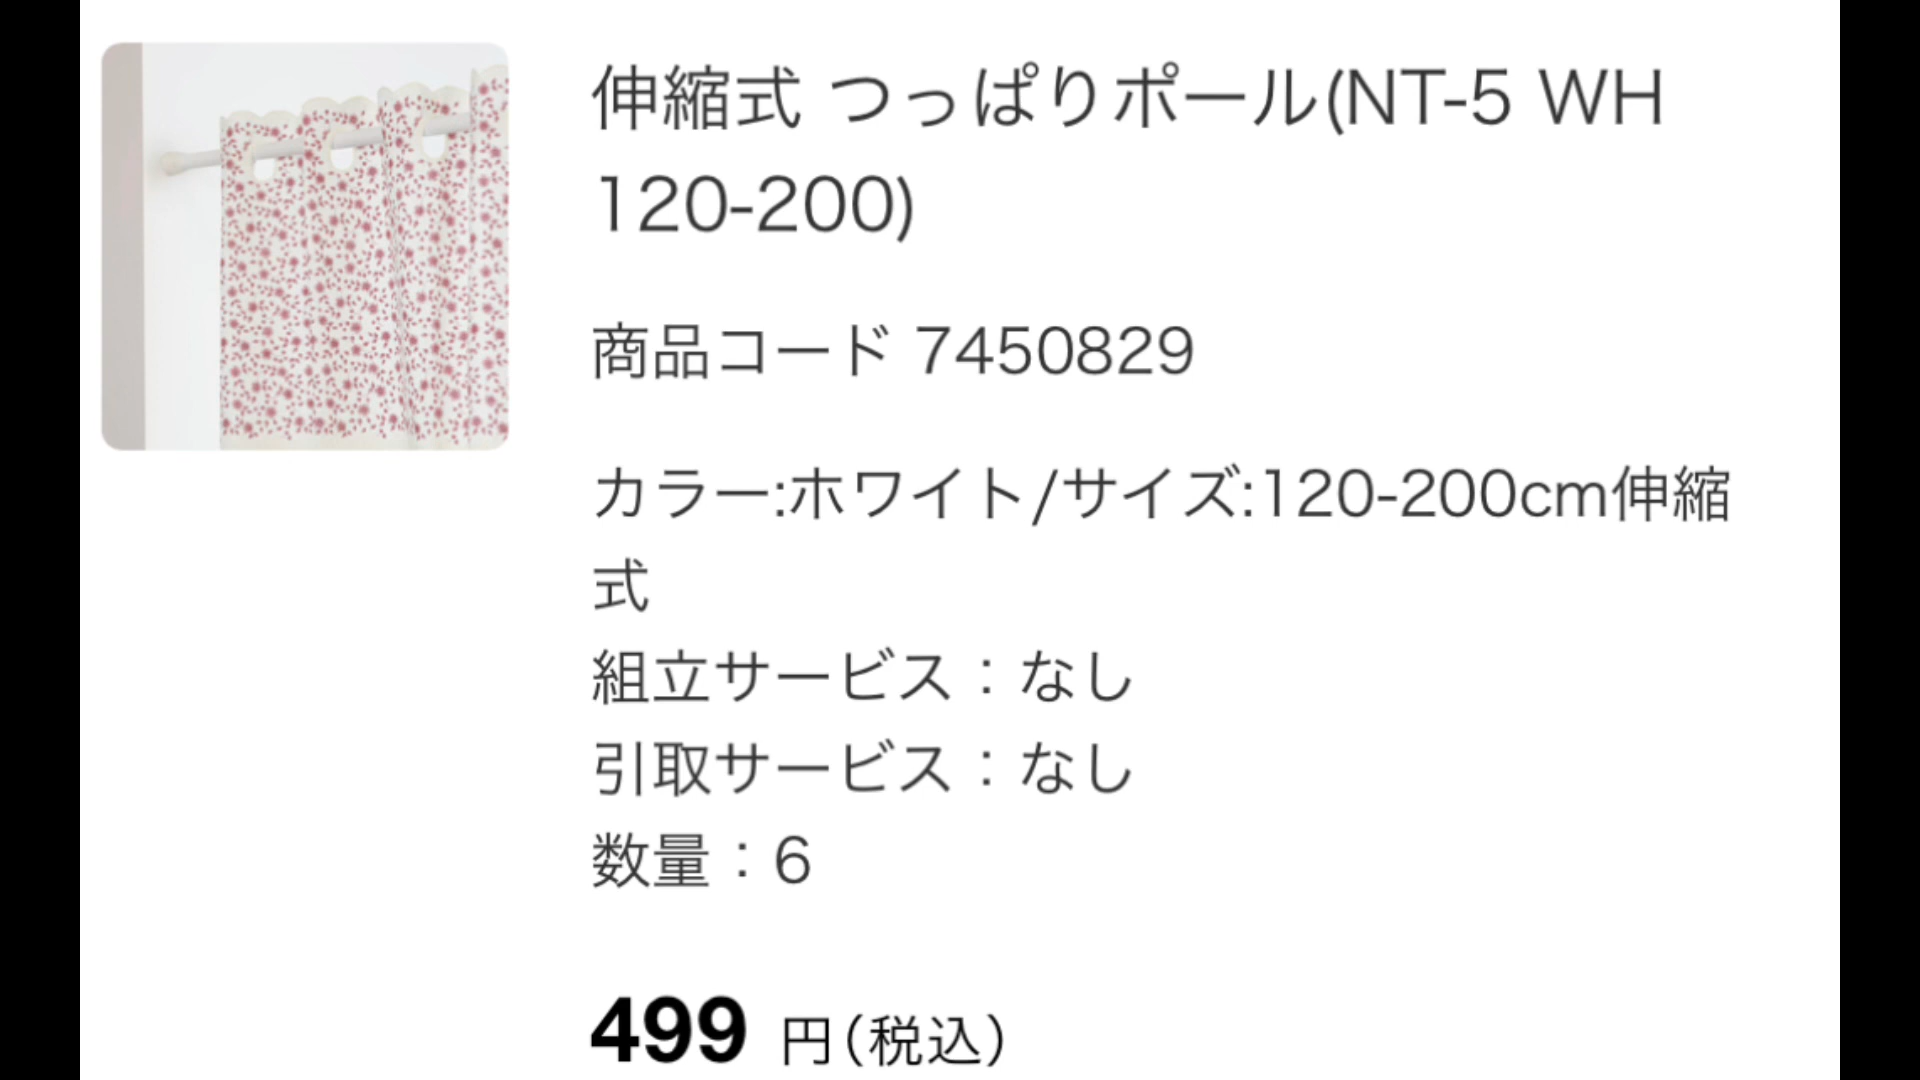 伸縮式 つっぱりポール(NT-5 WH
120-200)
商品コード 7450829
カラー:ホワイト/サイズ:120-200cm伸縮
式
組立サービス：なし
引取サービス：なし
数量：6
499 円(税込)